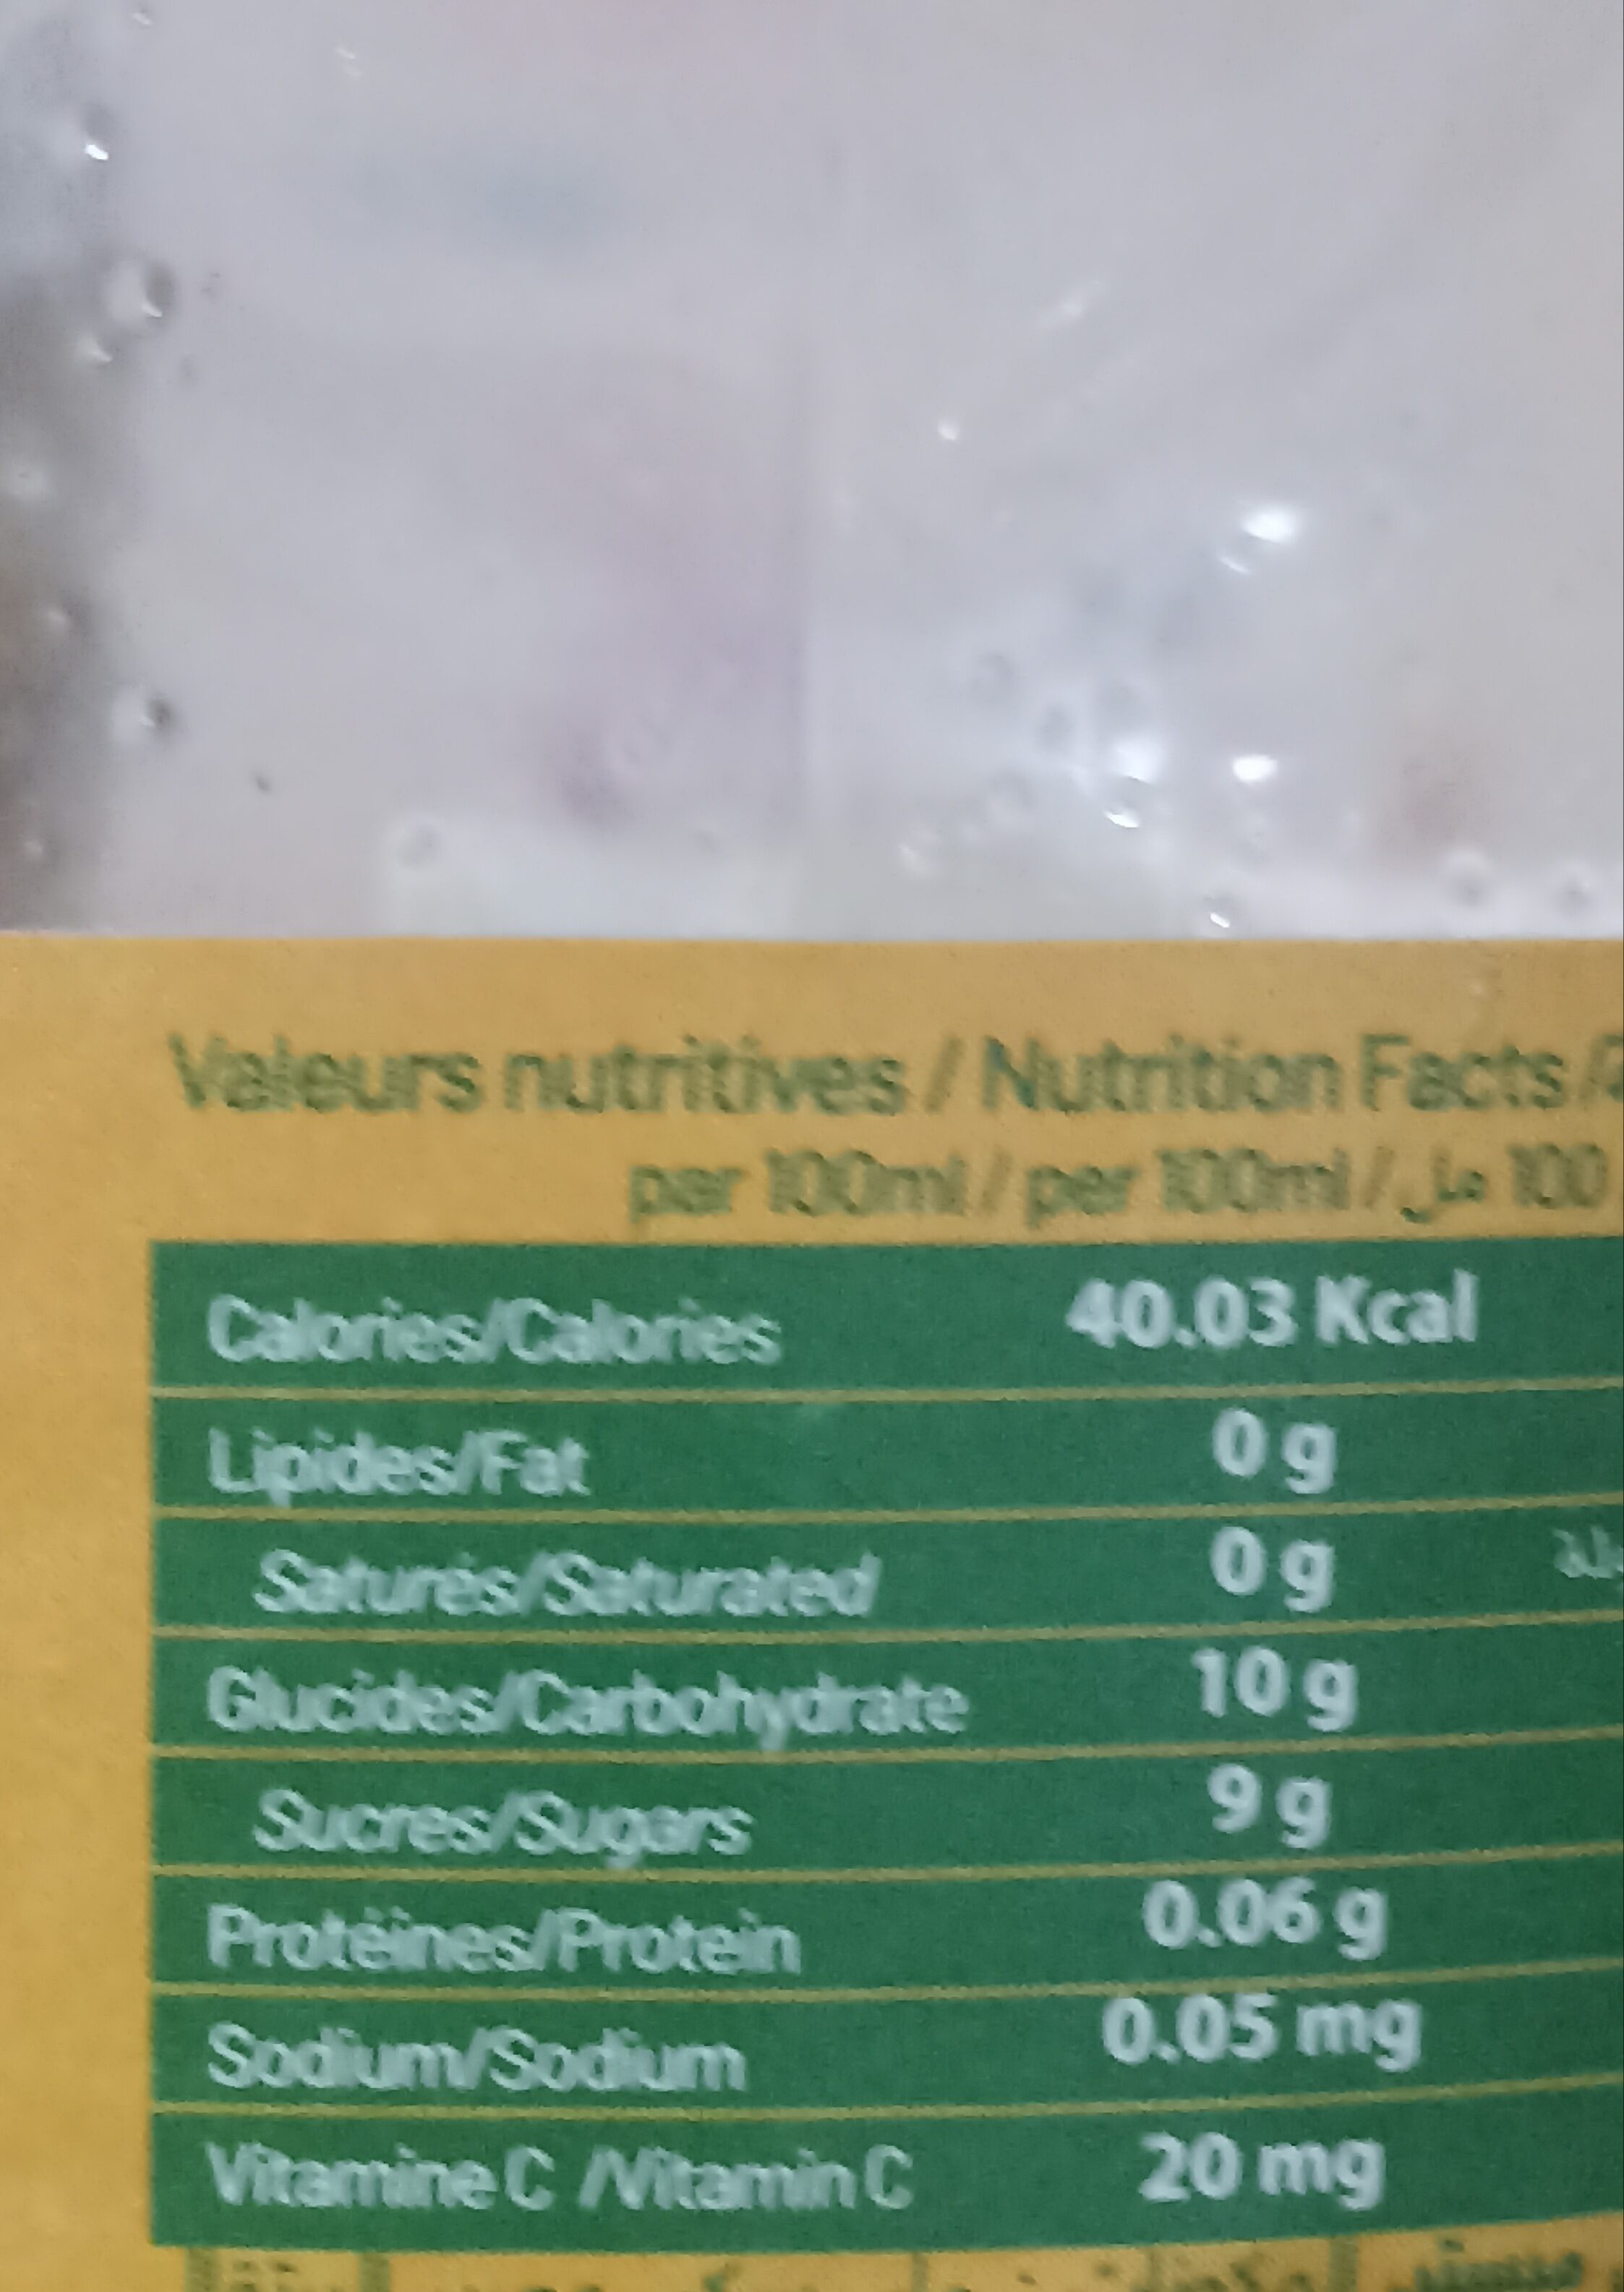 Valeurs nutritives / Nutrition Facts /
par 100ml / per 100ml / 100 مل
Calories/Calories 40.03 Kcal
Lipides/Fat 0 g
Saturés/Saturated 0 g
Glucides/Carbohydrate 10 g
Sucres/Sugars 9 g
Protéines/Protein 0.06 g
Sodium/Sodium 0.05 mg
Vitamine C /Vitamin C 20 mg